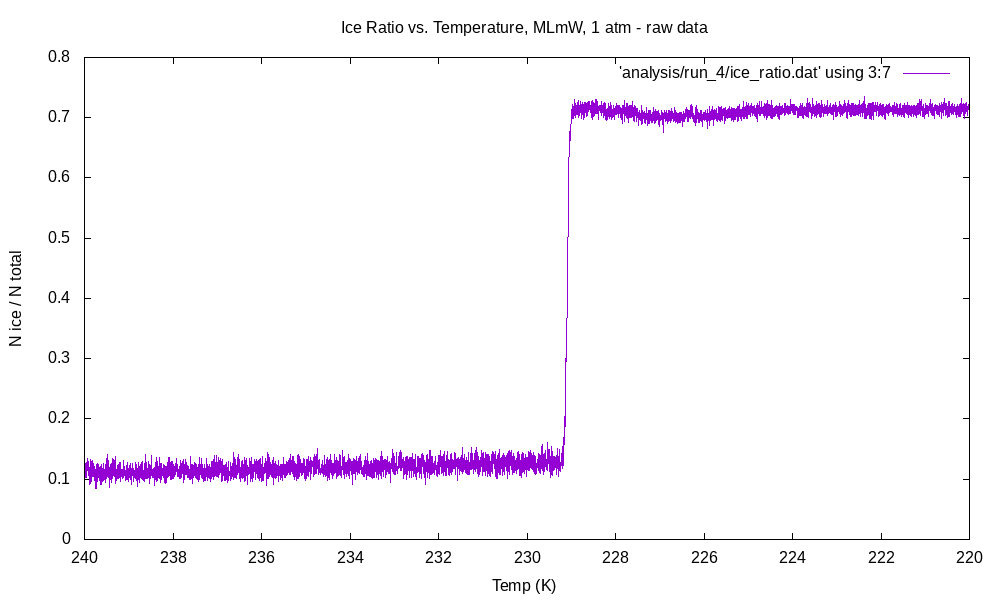 Ice Ratio vs. Temperature, MLmW, 1 atm - raw data
'analysis/run_4/ice_ratio.dat' using 3:7
0.8
0.7
0.6
0.5
0.4
0.3
0.2
0.1
0
N ice / N total
240 238 236 234 232 230 228 226 224 222 220
Temp (K)